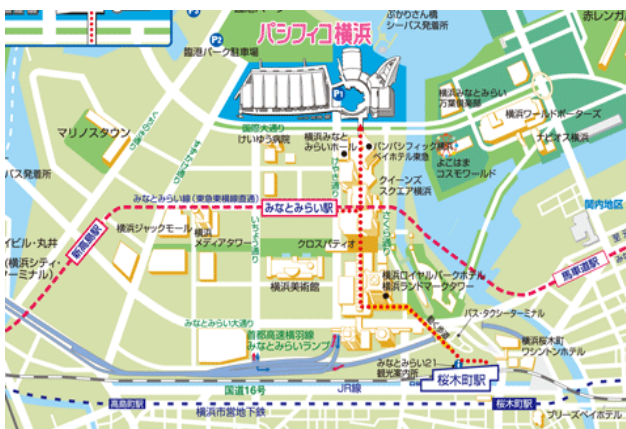 パシフィコ横浜
ぷかりさん橋
シーバス発着所
赤レンガ
P2
臨港パーク駐車場
P1
マリノスタウン
国際大通り
けいゆう病院
横浜みなと
みらいホール
パンパシフィック横浜
ベイホテル東急
横浜みなとみらい
万葉倶楽部
横浜ワールドポーターズ
ナビオス横浜
よこはま
コスモワールド
クイーンズ
スクエア横浜
けやき通り
さくら通り
いちょう通り
すずかけ通り
バス発着所
みなとみらい線(東急東横線直通)
みなとみらい駅
新高島駅
馬車道駅
関内地区
イビル・丸井
(横浜シティ・
ーミナル)
横浜ジャックモール
横浜
メディアタワー
クロスパティオ
横浜美術館
横浜ロイヤルパークホテル
横浜ランドマークタワー
動く歩道
バス・タクシーターミナル
みなとみらい大通り
首都高速横羽線
みなとみらいランプ
みなとみらい21
観光案内所
横浜桜木町
ワシントンホテル
桜木町駅
国道16号
JR線
高島町駅
横浜市営地下鉄
桜木町駅
ブリーズベイホテル